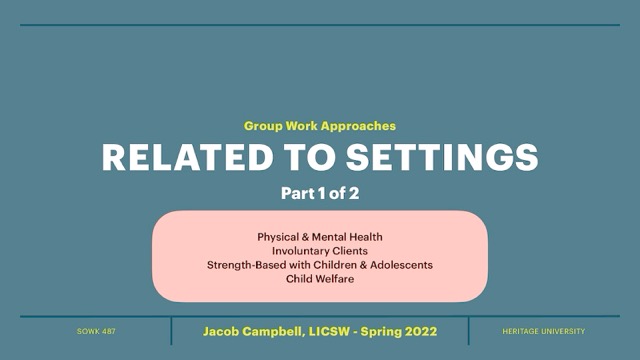 Group Work Approaches
RELATED TO SETTINGS
Part 1 of 2
Physical & Mental Health
Involuntary Clients
Strength-Based with Children & Adolescents
Child Welfare
SOWK 487
Jacob Campbell, LICSW - Spring 2022
HERITAGE UNIVERSITY